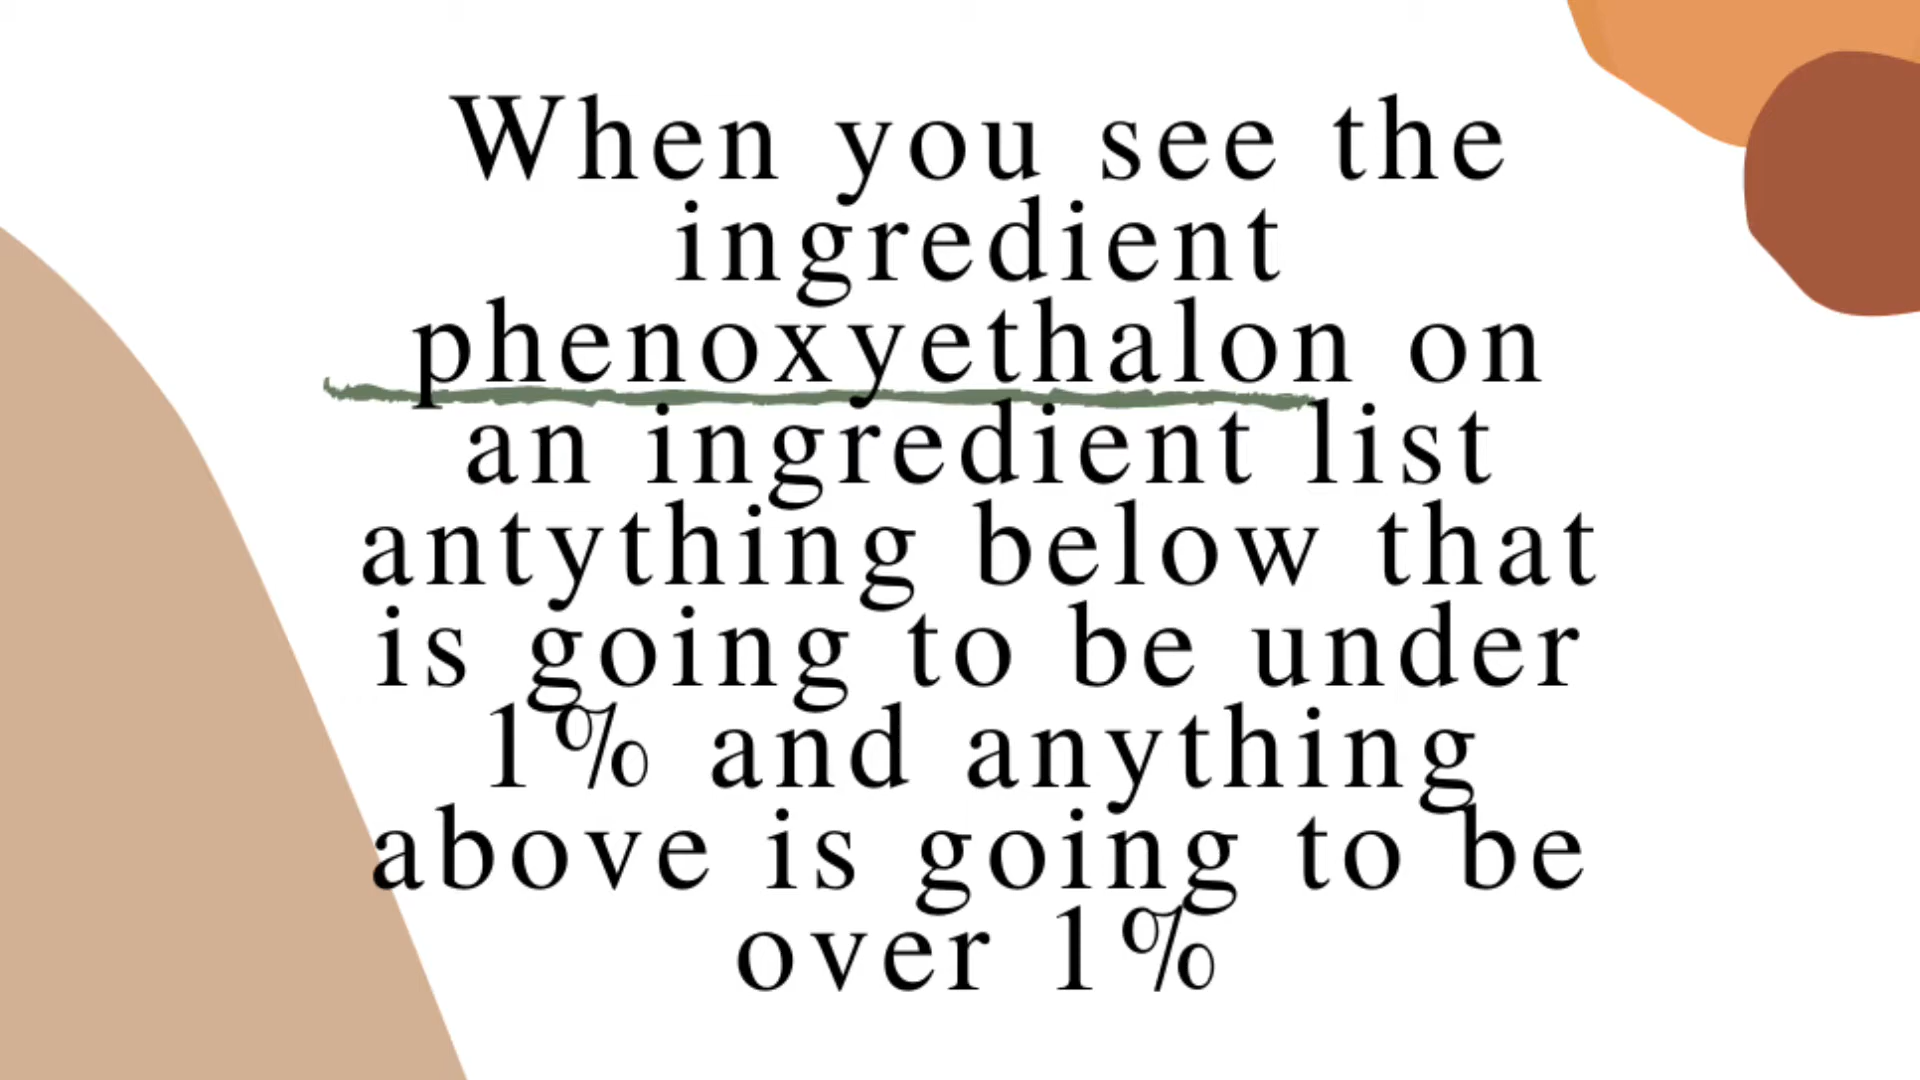 When you see the
ingredient
phenoxyethalon on
an ingredient list
antything below that
is going to be under
1% and anything
above is going to be
over 1%